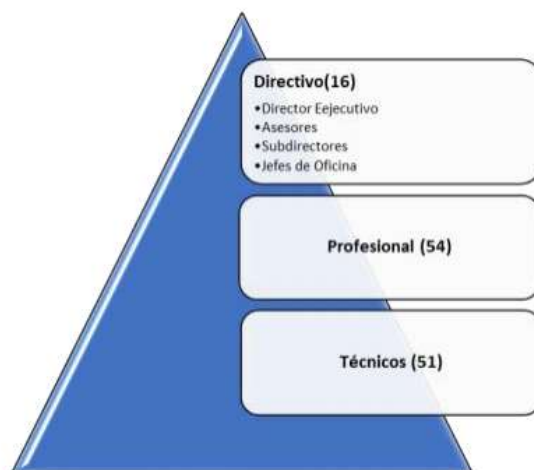 Directivo(16)
•Director Eejecutivo
•Asesores
•Subdirectores
•Jefes de Oficina
Profesional (54)
Técnicos (51)